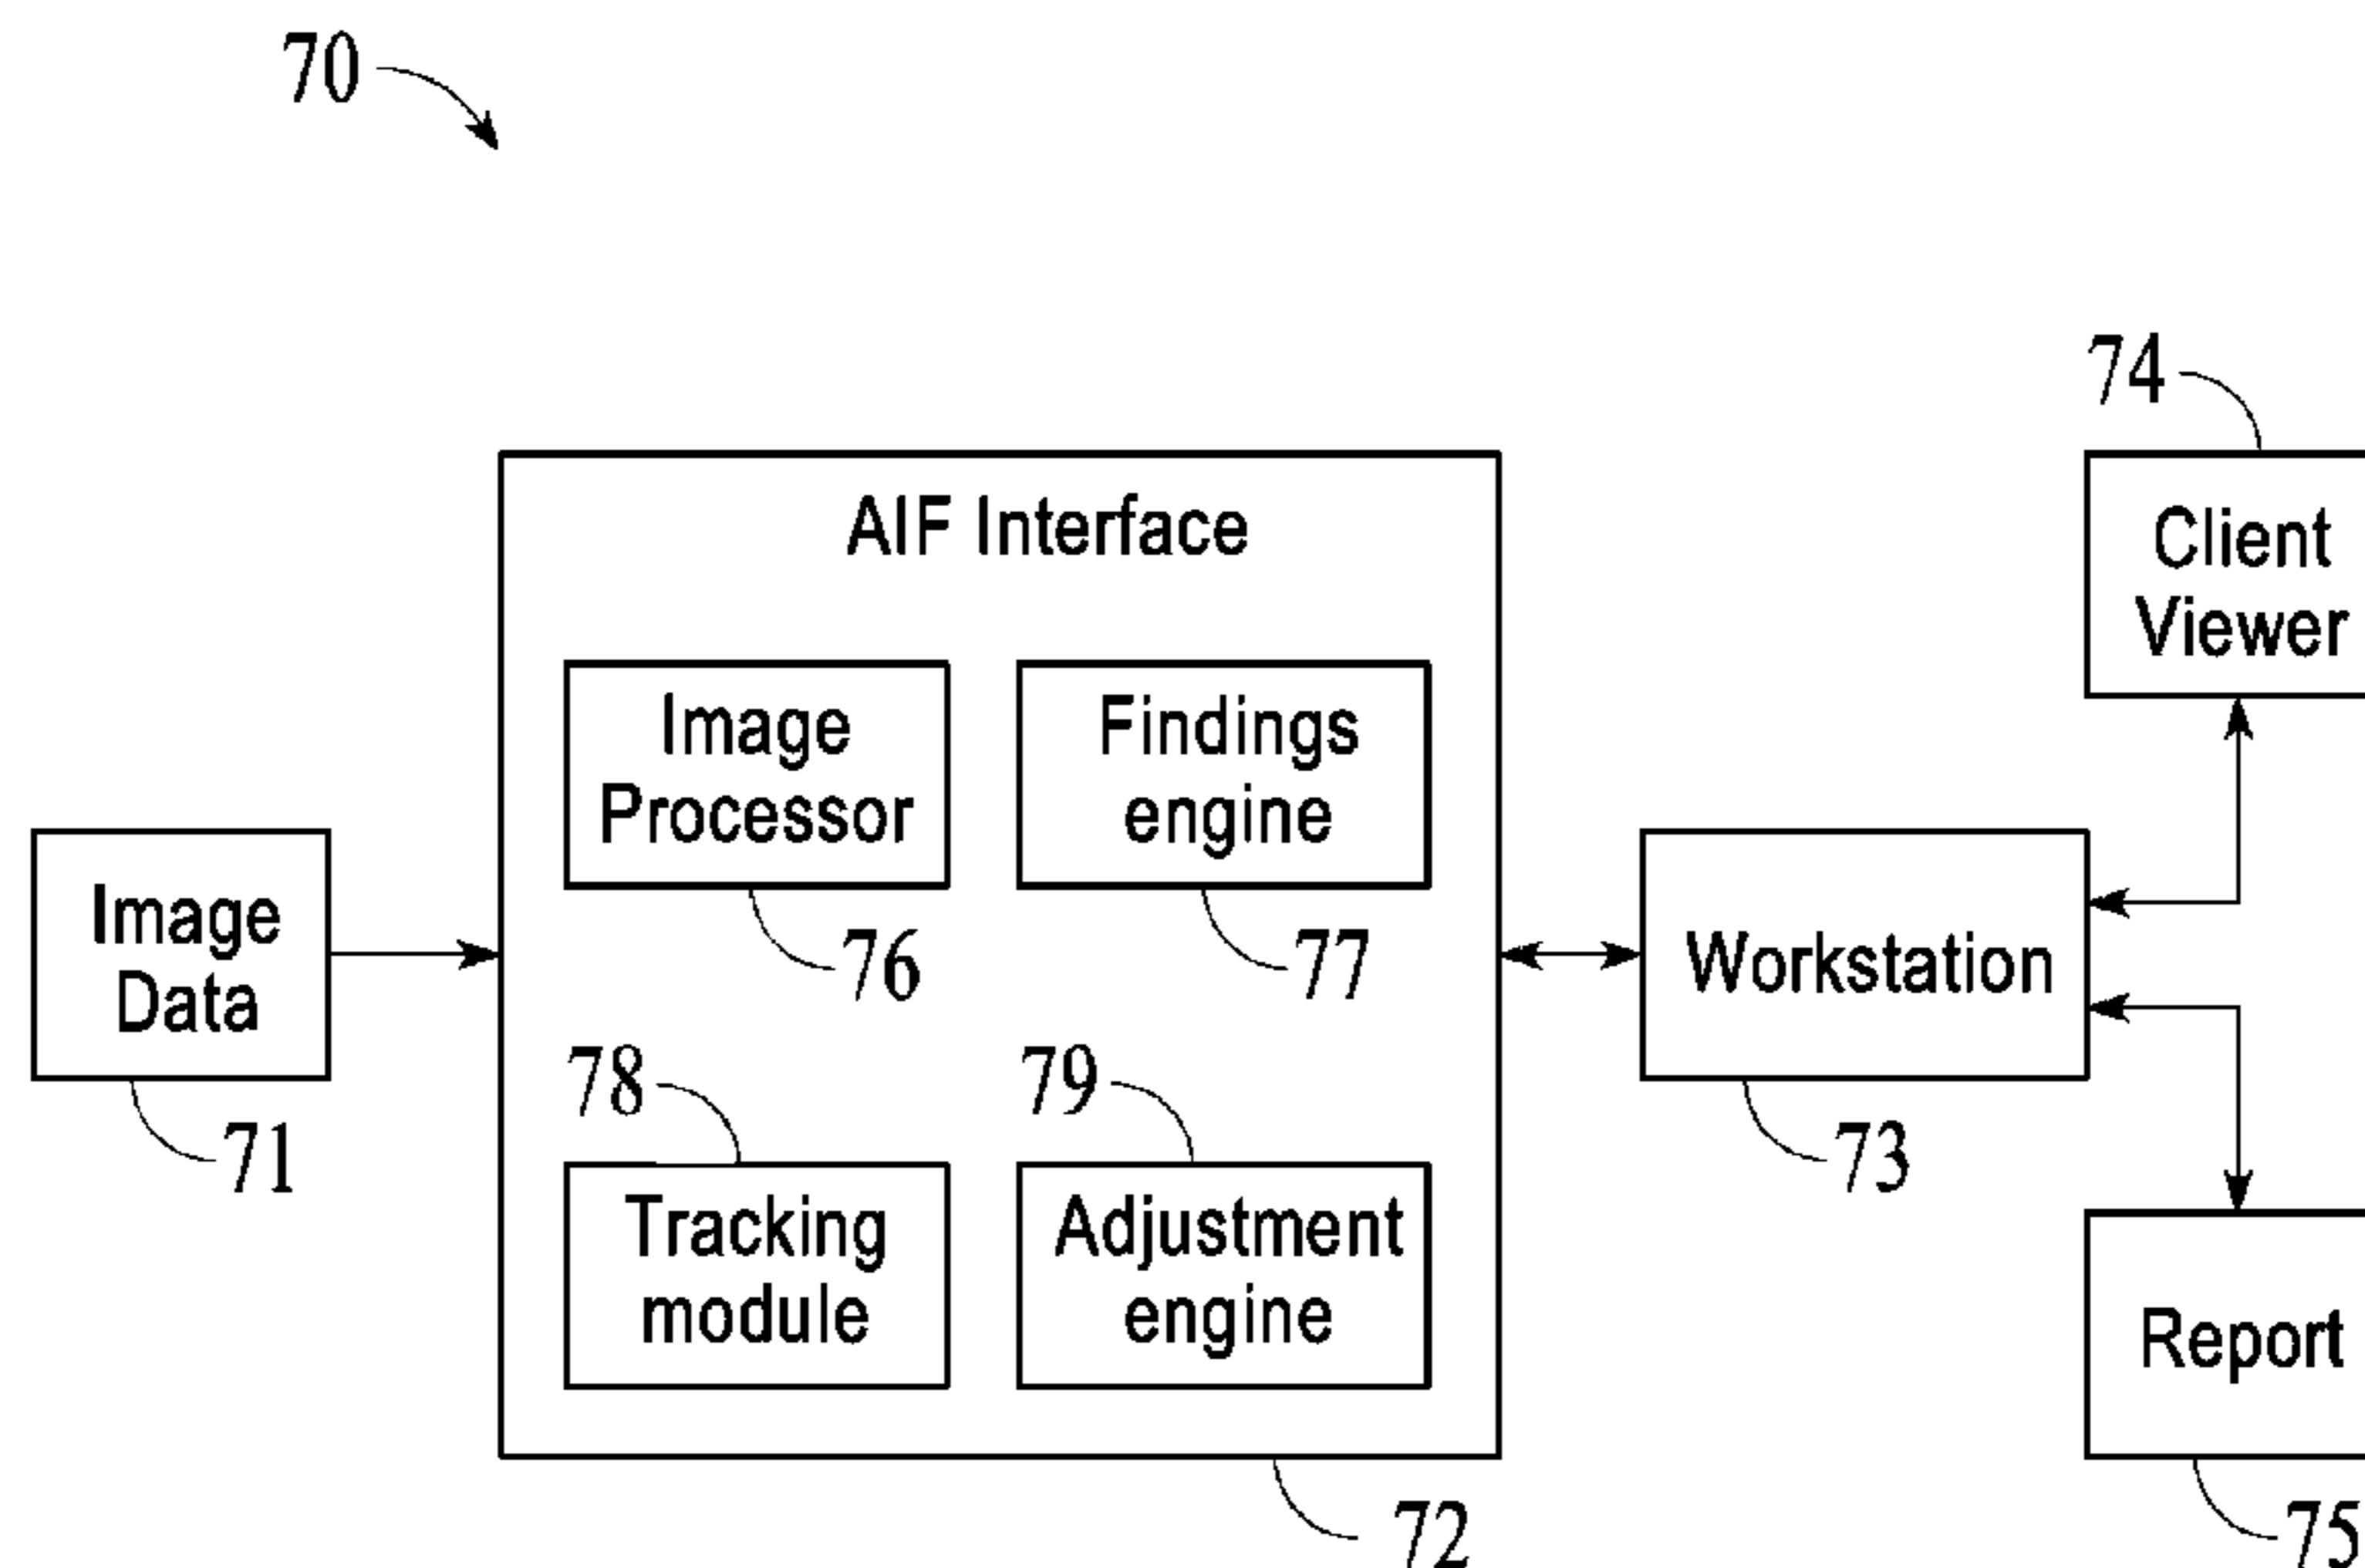 70
74
AIF Interface
Client
Viewer
Image
Processor
Findings
engine
76
77
Image
Data
71
Workstation
73
78
79
Tracking
module
Adjustment
engine
Report
72
75